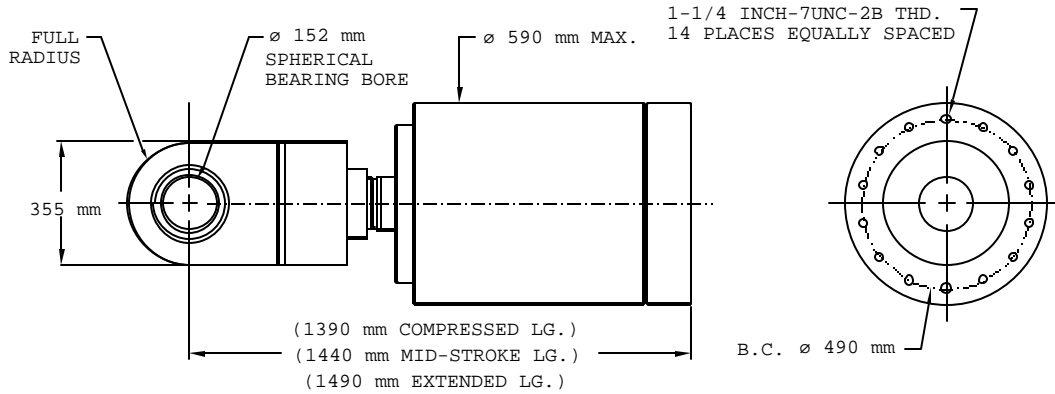 FULL
RADIUS
ø 152 mm
SPHERICAL
BEARING BORE
ø 590 mm MAX.
1-1/4 INCH-7UNC-2B THD.
14 PLACES EQUALLY SPACED
355 mm
(1390 mm COMPRESSED LG.)
(1440 mm MID-STROKE LG.)
(1490 mm EXTENDED LG.)
B.C. ø 490 mm